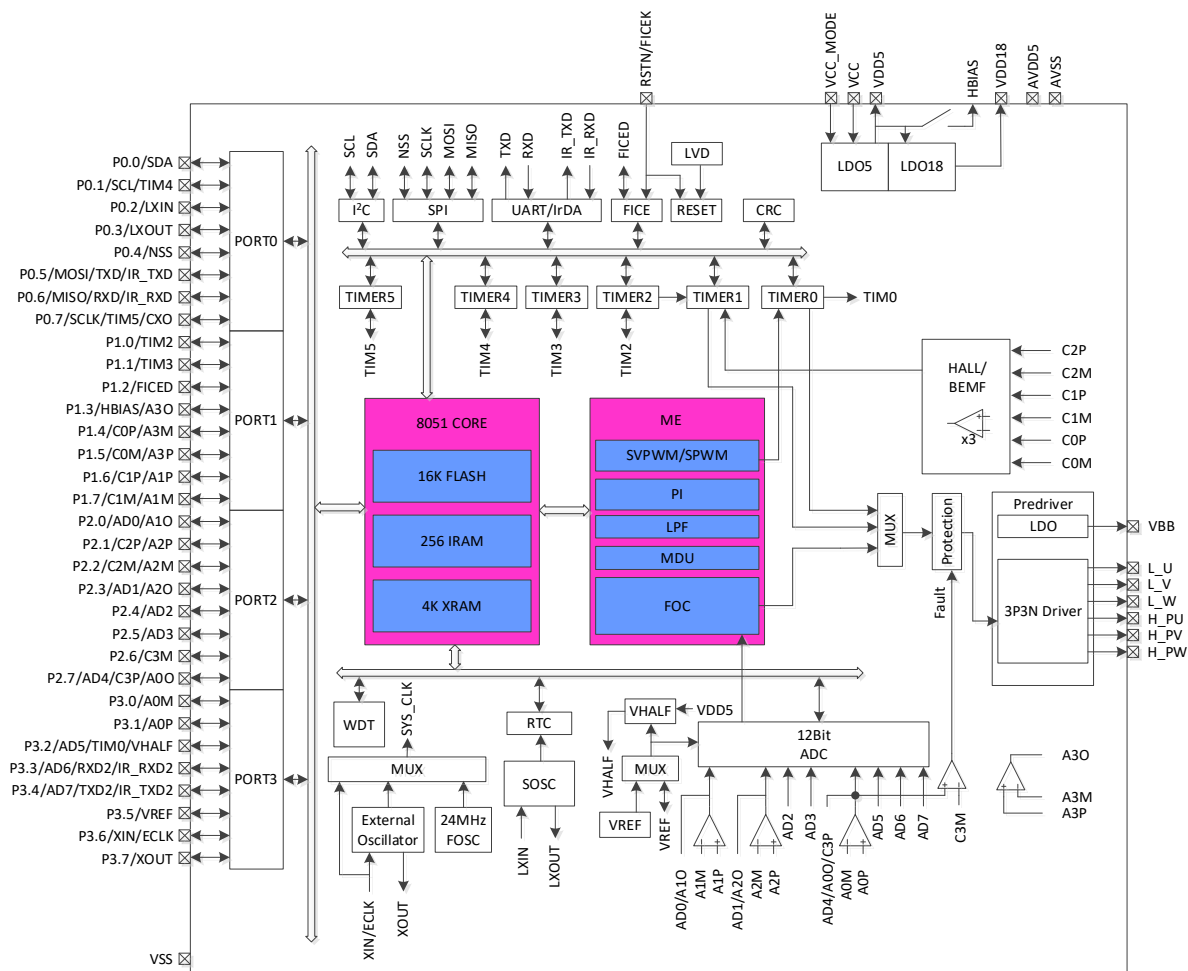 RSTN/FICEK
VCC_MODE
VCC
VDD5
HBIAS
VDD18
AVDD5
AVSS
P0.0/SDA
P0.1/SCL/TIM4
P0.2/LXIN
P0.3/LXOUT
P0.4/NSS
P0.5/MOSI/TXD/IR_TXD
P0.6/MISO/RXD/IR_RXD
P0.7/SCLK/TIM5/CXO
P1.0/TIM2
P1.1/TIM3
P1.2/FICED
P1.3/HBIAS/A3O
P1.4/C0P/A3M
P1.5/C0M/A3P
P1.6/C1P/A1P
P1.7/C1M/A1M
P2.0/AD0/A1O
P2.1/C2P/A2P
P2.2/C2M/A2M
P2.3/AD1/A2O
P2.4/AD2
P2.5/AD3
P2.6/C3M
P2.7/AD4/C3P/A0O
P3.0/A0M
P3.1/A0P
P3.2/AD5/TIM0/VHALF
P3.3/AD6/RXD2/IR_RXD2
P3.4/AD7/TXD2/IR_TXD2
P3.5/VREF
P3.6/XIN/ECLK
P3.7/XOUT
VSS
PORT0
PORT1
PORT2
PORT3
SCL
SDA
NSS
SCLK
MOSI
MISO
TXD
RXD
IR_TXD
IR_RXD
FICED
LVD
I²C
SPI
UART/IrDA
FICE
RESET
CRC
LDO5
LDO18
TIMER5
TIMER4
TIMER3
TIMER2
TIMER1
TIMER0
TIM0
TIM5
TIM4
TIM3
TIM2
HALL/
BEMF
x3
C2P
C2M
C1P
C1M
C0P
C0M
8051 CORE
16K FLASH
256 IRAM
4K XRAM
ME
SVPWM/SPWM
PI
LPF
MDU
FOC
MUX
Protection
Fault
Predriver
LDO
3P3N Driver
VBB
L_U
L_V
L_W
H_PU
H_PV
H_PW
WDT
SYS_CLK
MUX
External
Oscillator
24MHz
FOSC
XIN/ECLK
XOUT
RTC
SOSC
LXIN
LXOUT
VHALF
VDD5
VHALF
MUX
VREF
VREF
12Bit
ADC
AD0/A1O
A1M
A1P
AD1/A2O
A2M
A2P
AD2
AD3
AD4/A0O/C3P
A0M
A0P
AD5
AD6
AD7
C3M
A3O
A3M
A3P